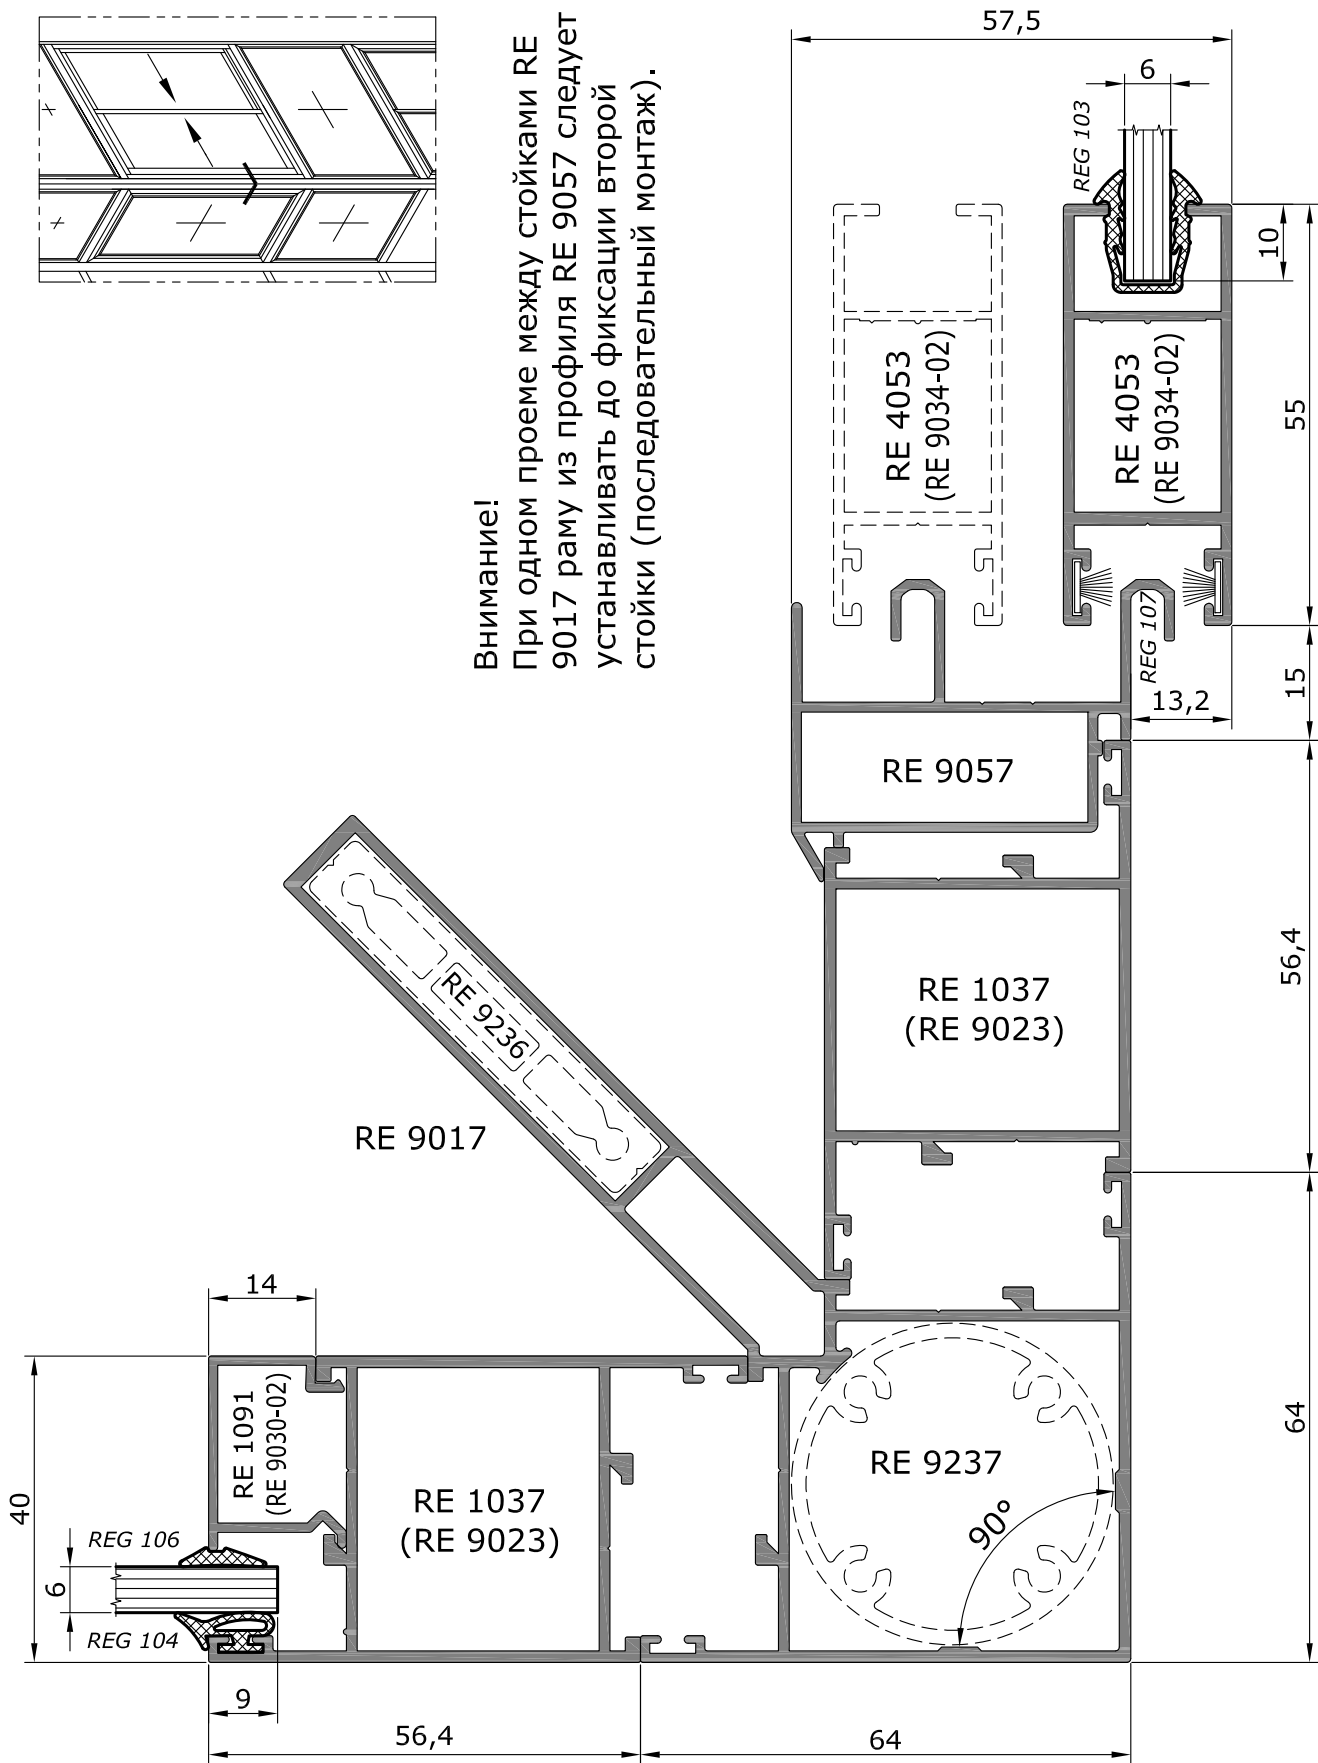 Внимание!
При одном проеме между стойками RE
9017 раму из профиля RE 9057 следует
устанавливать до фиксации второй
стойки (последовательный монтаж).
57,5
6
REG 103
10
RE 4053
(RE 9034-02)
RE 4053
(RE 9034-02)
55
REG 107
15
13,2
RE 9057
RE 9236
RE 1037
(RE 9023)
56,4
RE 9017
14
40
RE 1091
(RE 9030-02)
RE 1037
(RE 9023)
RE 9237
90°
64
REG 106
6
REG 104
9
56,4
64